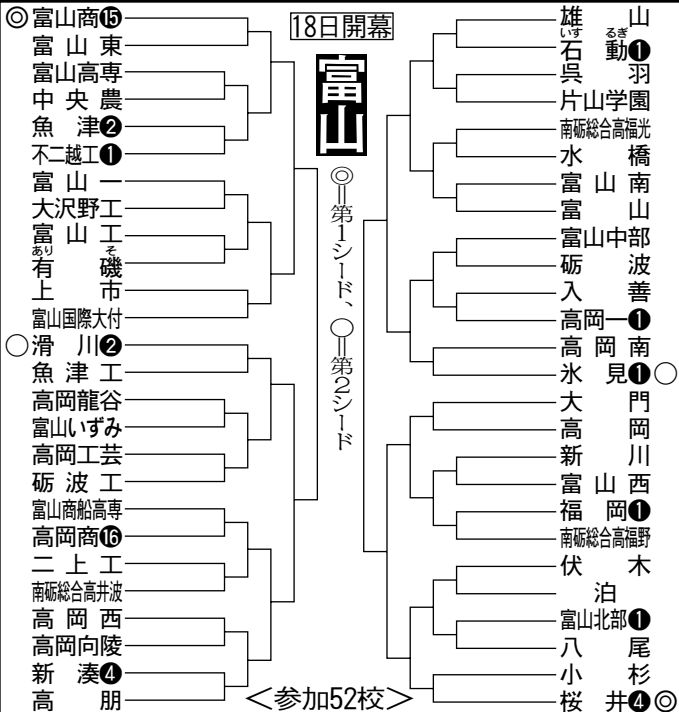 18日開幕
富山
◎=第1シード、○=第2シード
◎富山商⓯
富山東
富山高専
中央農
魚津❷
不二越工❶
富山一
大沢野工
富山工
有磯
あり そ
上市
富山国際大付
○滑川❷
魚津工
高岡龍谷
富山いずみ
高岡工芸
砺波工
富山商船高専
高岡商⓰
二上工
南砺総合高井波
高岡西
高岡向陵
新湊❹
高朋
雄山
いす るぎ
石動❶
呉羽
片山学園
南砺総合高福光
水橋
富山南
富山
富山中部
砺波
入善
高岡一❶
高岡南
氷見❶○
大門
高岡
新川
富山西
福岡❶
南砺総合高福野
伏木
泊
富山北部❶
八尾
小杉
桜井❹◎
＜参加52校＞